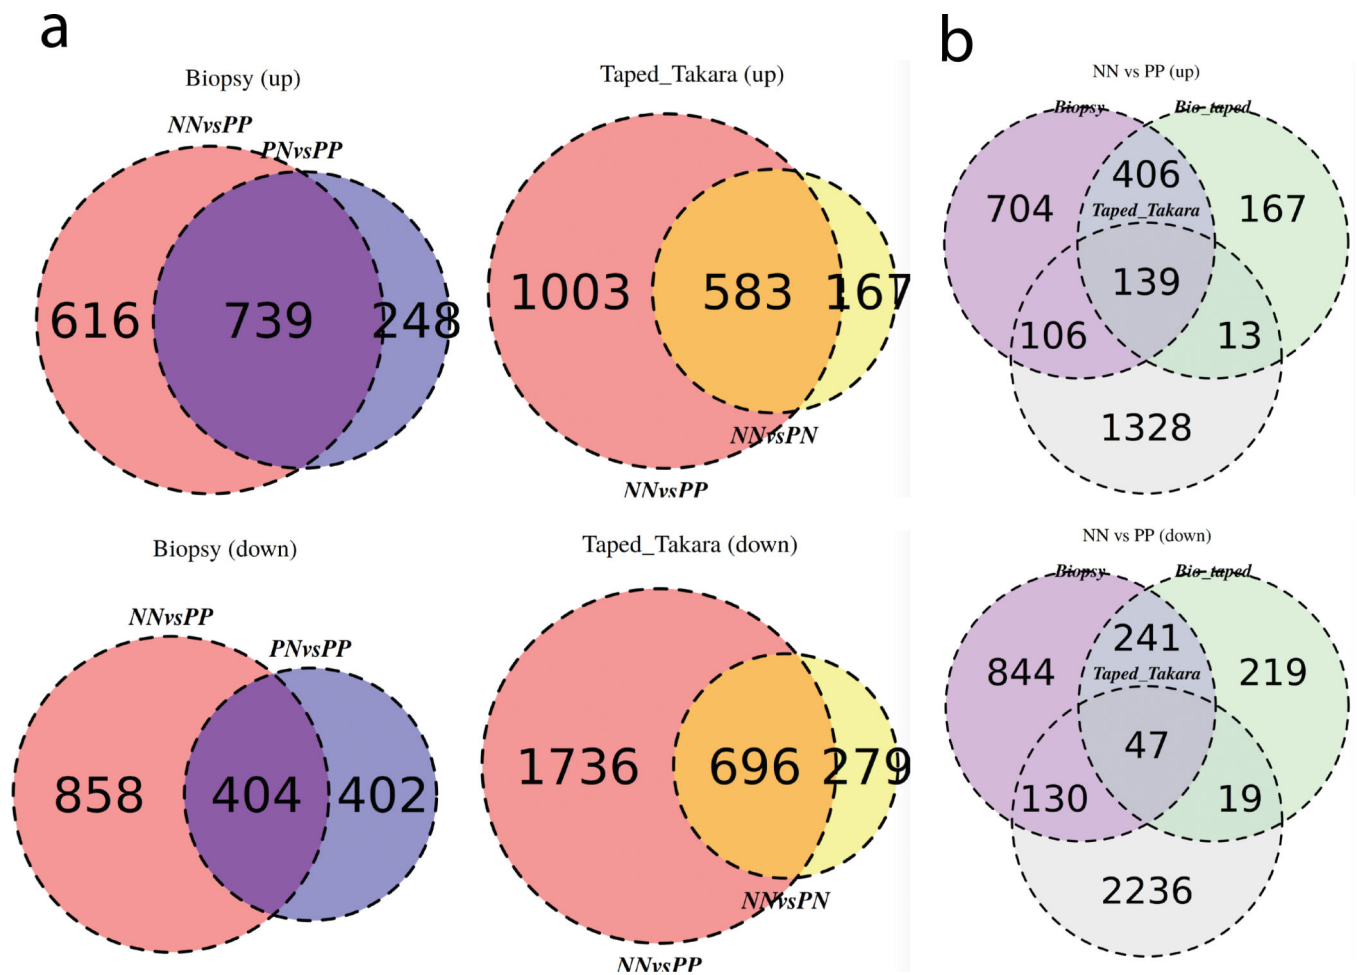 a
Biopsy (up)
NNvsPP
PNvsPP
616
739
248
Taped_Takara (up)
1003
583
167
NNvsPN
NNvsPP
Biopsy (down)
NNvsPP
PNvsPP
858
404
402
Taped_Takara (down)
1736
696
279
NNvsPN
NNvsPP
b
NN vs PP (up)
Biopsy
Bio_taped
406
704
Taped_Takara
167
139
106
13
1328
NN vs PP (down)
Biopsy
Bio_taped
241
844
Taped_Takara
219
47
130
19
2236